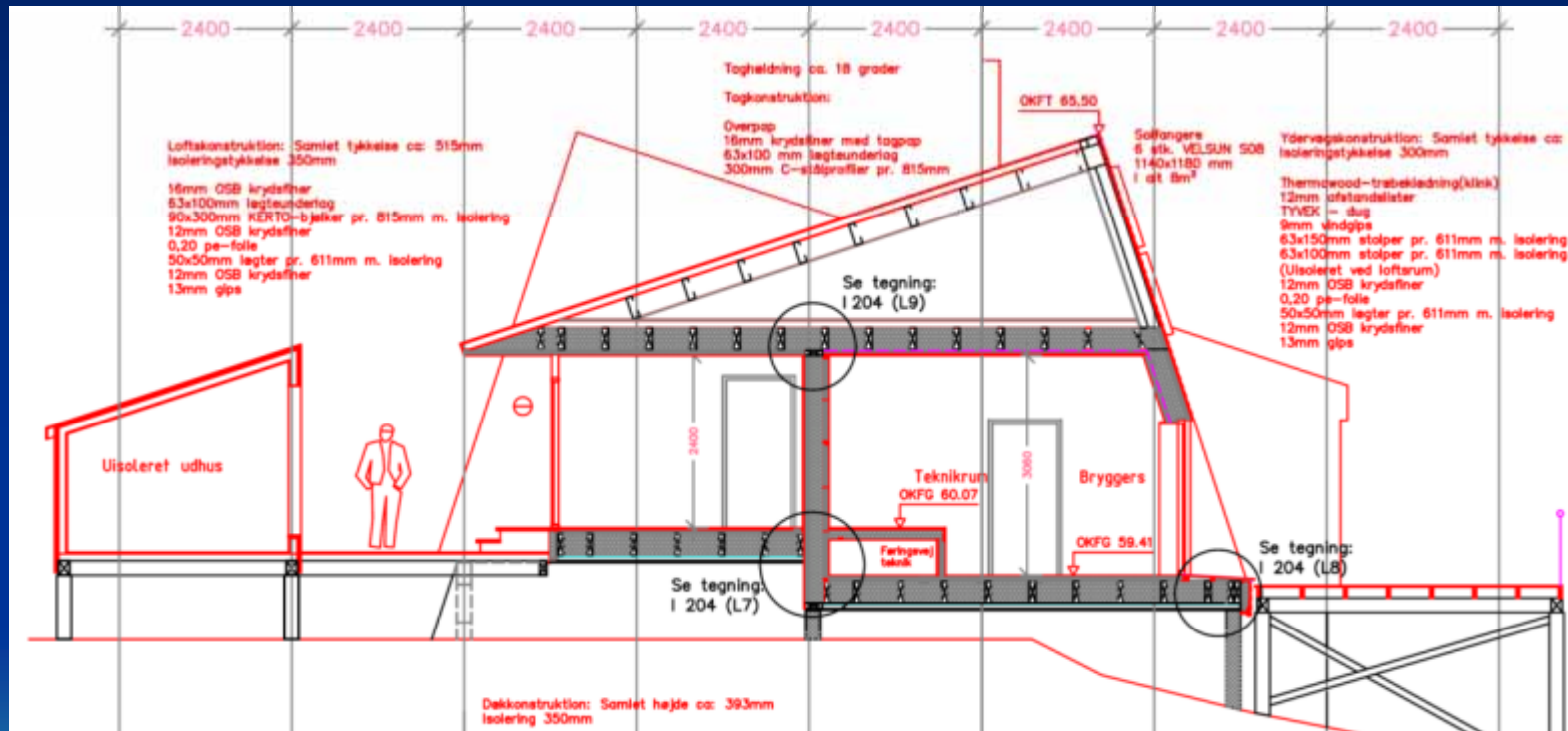 2400 2400 2400 2400 2400 2400 2400 2400
Taghældning ca. 18 grader
Tagkonstruktion:
Overpap
16mm krydsfiner med tagpap
63x100 mm lægteunderlag
300mm C-stålprofiler pr. 815mm
OKFT 65.50
Solfangere
6 stk. VELSUN S08
1140x1180 mm
I alt 8m²
Ydervægskonstruktion: Samlet tykkelse ca:
Isoleringstykkelse 300mm
Thermowood-træbeklædning(klink)
12mm afstandslister
TYVEK - dug
9mm vindgips
63x150mm stolper pr. 611mm m. isolering
63x100mm stolper pr. 611mm m. isolering
(Uisoleret ved loftsrum)
12mm OSB krydsfiner
0,20 pe-folie
50x50mm lægter pr. 611mm m. isolering
12mm OSB krydsfiner
13mm gips
Loftskonstruktion: Samlet tykkelse ca: 515mm
Isoleringstykkelse 350mm
16mm OSB krydsfiner
63x100mm lægteunderlag
90x300mm KERTO-bjælker pr. 815mm m. isolering
12mm OSB krydsfiner
0,20 pe-folie
50x50mm lægter pr. 611mm m. isolering
12mm OSB krydsfiner
13mm gips
Se tegning:
I 204 (L9)
Uisoleret udhus
2400
3060
Teknikrum
OKFG 60.07
Bryggers
Føringsvej
teknik
OKFG 59.41
Se tegning:
I 204 (L8)
Se tegning:
I 204 (L7)
Dækkonstruktion: Samlet højde ca: 393mm
Isolering 350mm